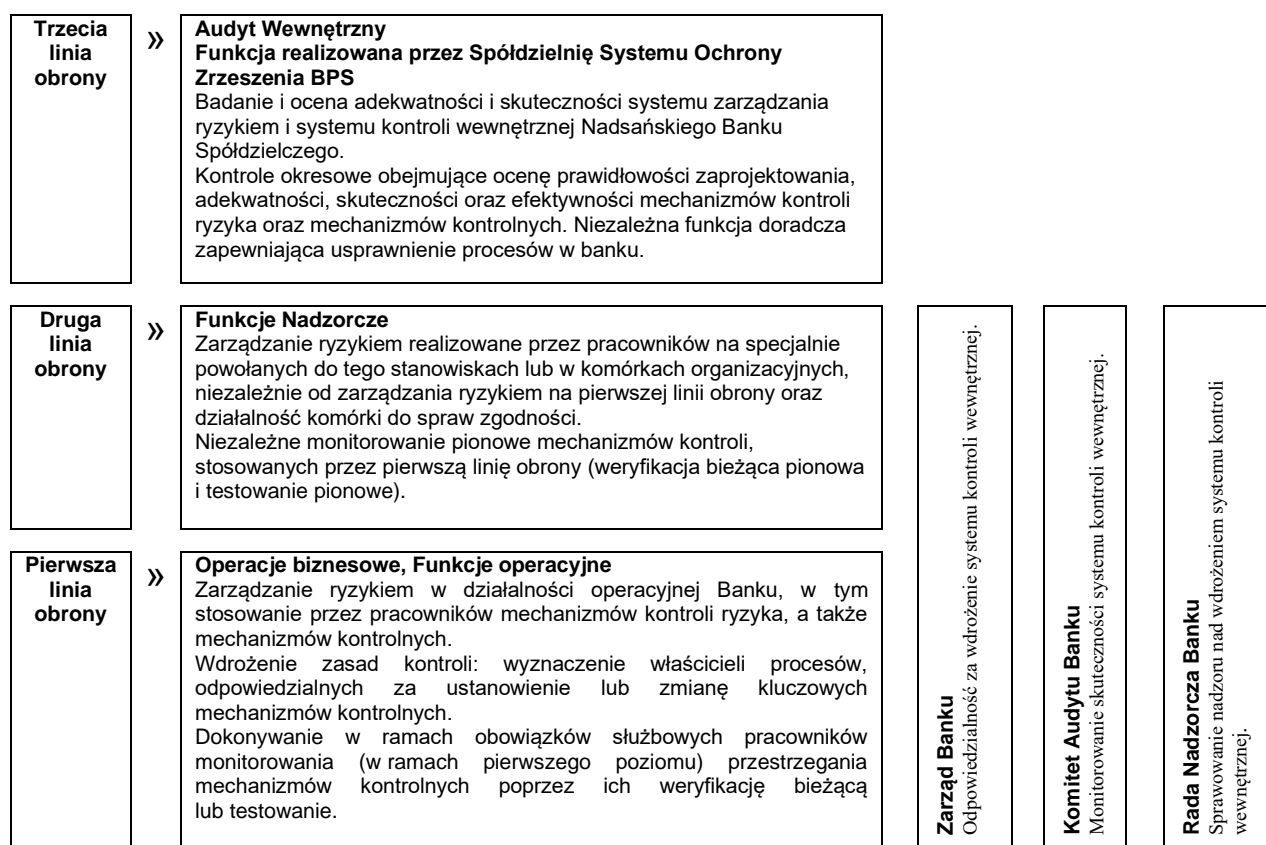 Trzecia
linia
obrony
»
Audyt Wewnętrzny
Funkcja realizowana przez Spółdzielnię Systemu Ochrony
Zrzeszenia BPS
Badanie i ocena adekwatności i skuteczności systemu zarządzania
ryzykiem i systemu kontroli wewnętrznej Nadsańskiego Banku
Spółdzielczego.
Kontrole okresowe obejmujące ocenę prawidłowości zaprojektowania,
adekwatności, skuteczności oraz efektywności mechanizmów kontroli
ryzyka oraz mechanizmów kontrolnych. Niezależna funkcja doradcza
zapewniająca usprawnienie procesów w banku.
Druga
linia
obrony
»
Funkcje Nadzorcze
Zarządzanie ryzykiem realizowane przez pracowników na specjalnie
powołanych do tego stanowiskach lub w komórkach organizacyjnych,
niezależnie od zarządzania ryzykiem na pierwszej linii obrony oraz
działalność komórki do spraw zgodności.
Niezależne monitorowanie pionowe mechanizmów kontroli,
stosowanych przez pierwszą linię obrony (weryfikacja bieżąca pionowa
i testowanie pionowe).
Pierwsza
linia
obrony
»
Operacje biznesowe, Funkcje operacyjne
Zarządzanie ryzykiem w działalności operacyjnej Banku, w tym
stosowanie przez pracowników mechanizmów kontroli ryzyka, a także
mechanizmów kontrolnych.
Wdrożenie zasad kontroli: wyznaczenie właścicieli procesów,
odpowiedzialnych za ustanowienie lub zmianę kluczowych
mechanizmów kontrolnych.
Dokonywanie w ramach obowiązków służbowych pracowników
monitorowania (w ramach pierwszego poziomu) przestrzegania
mechanizmów kontrolnych poprzez ich weryfikację bieżącą
lub testowanie.
Zarząd Banku
Odpowiedzialność za wdrożenie systemu kontroli wewnętrznej.
Komitet Audytu Banku
Monitorowanie skuteczności systemu kontroli wewnętrznej.
Rada Nadzorcza Banku
Sprawowanie nadzoru nad wdrożeniem systemu kontroli
wewnętrznej.